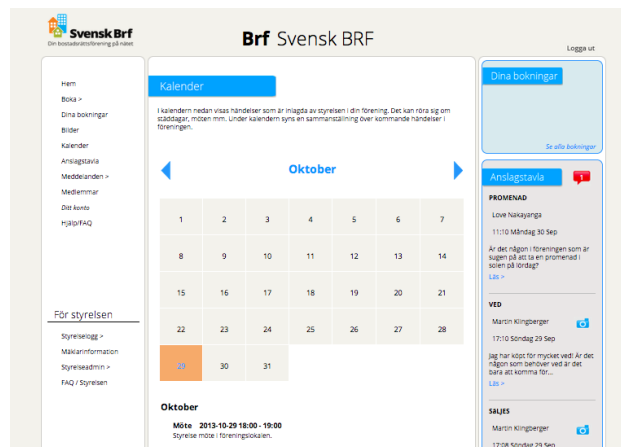 Svensk Brf
Din bostadsrättsförening på nätet
Brf Svensk BRF
Logga ut
Hem
Boka >
Dina bokningar
Bilder
Kalender
Anslagstavla
Meddelanden >
Medlemmar
Ditt konto
Hjälp/FAQ
För styrelsen
Styrelselogg >
Mäklarinformation
Styrelseadmin >
FAQ / Styrelsen
Kalender
I kalendern nedan visas händelser som är inlagda av styrelsen i din förening. Det kan röra sig om
städdagar, möten mm. Under kalendern syns en sammanställning över kommande händelser i
föreningen.
Oktober
1 2 3 4 5 6 7
8 9 10 11 12 13 14
15 16 17 18 19 20 21
22 23 24 25 26 27 28
29 30 31
Oktober
Möte 2013-10-29 18:00 - 19:00
Styrelse möte i föreningslokalen.
Dina bokningar
Se alla bokningar
Anslagstavla
1
PROMENAD
Love Nakayanga
11:10 Måndag 30 Sep
Är det någon i föreningen som är
sugen på att ta en promenad i
solen på lördag?
Läs >
VED
Martin Klingberger
17:10 Söndag 29 Sep
Jag har köpt för mycket ved! Är det
någon som behöver ved är det
bara att komma för...
Läs >
SÄLJES
Martin Klingberger
17:08 Söndag 29 Sep